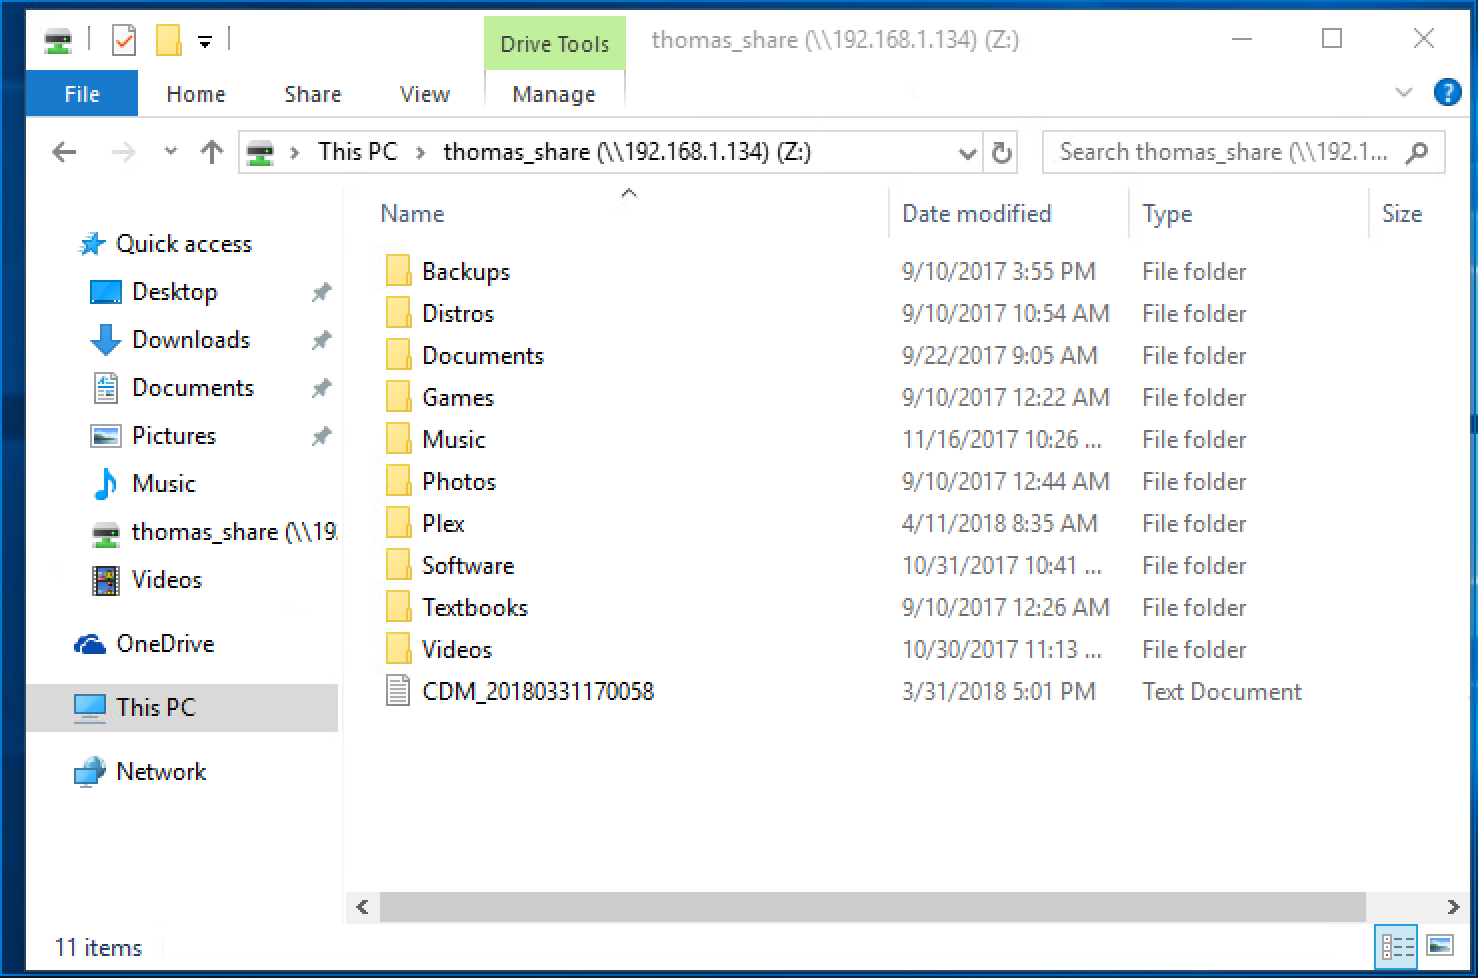 Drive Tools thomas_share (\\192.168.1.134) (Z:)
File Home Share View Manage
This PC thomas_share (\\192.168.1.134) (Z:) Search thomas_share (\\192.1...
Name Date modified Type Size
Quick access
Desktop
Downloads
Documents
Pictures
Music
thomas_share (\\19
Videos
OneDrive
This PC
Network
Backups 9/10/2017 3:55 PM File folder
Distros 9/10/2017 10:54 AM File folder
Documents 9/22/2017 9:05 AM File folder
Games 9/10/2017 12:22 AM File folder
Music 11/16/2017 10:26 ... File folder
Photos 9/10/2017 12:44 AM File folder
Plex 4/11/2018 8:35 AM File folder
Software 10/31/2017 10:41 ... File folder
Textbooks 9/10/2017 12:26 AM File folder
Videos 10/30/2017 11:13 ... File folder
CDM_20180331170058 3/31/2018 5:01 PM Text Document
11 items